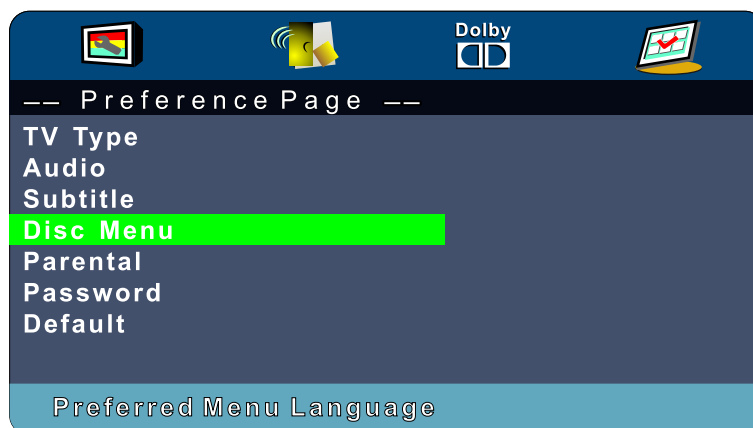 Dolby
-- Preference Page --
TV Type
Audio
Subtitle
Disc Menu
Parental
Password
Default
Preferred Menu Language